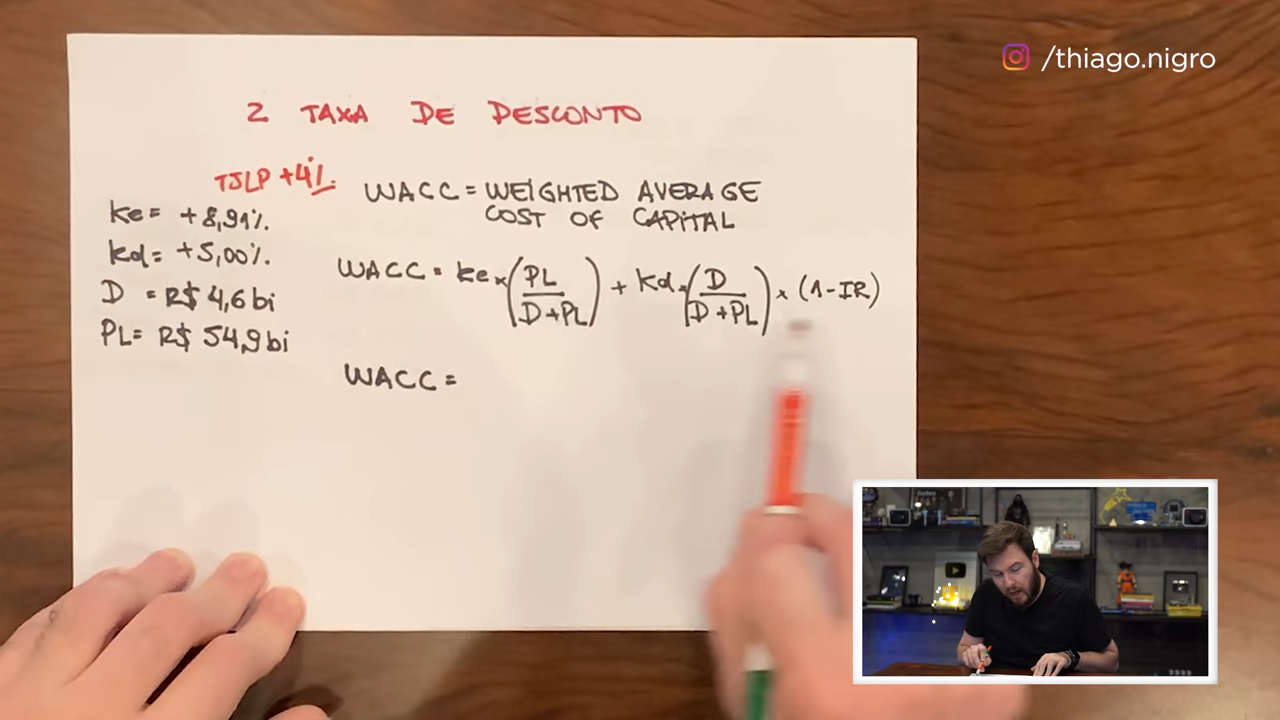 /thiago.nigro
2 TAXA DE DESCONTO
TJLP +4%
WACC = WEIGHTED AVERAGE
COST OF CAPITAL
Ke = +8,91%.
Kd = +5,00%.
D = R$ 4,6 bi
PL = R$ 54,9 bi
WACC = Ke x (PL / D+PL) + Kd x (D / D+PL) x (1-IR)
WACC =